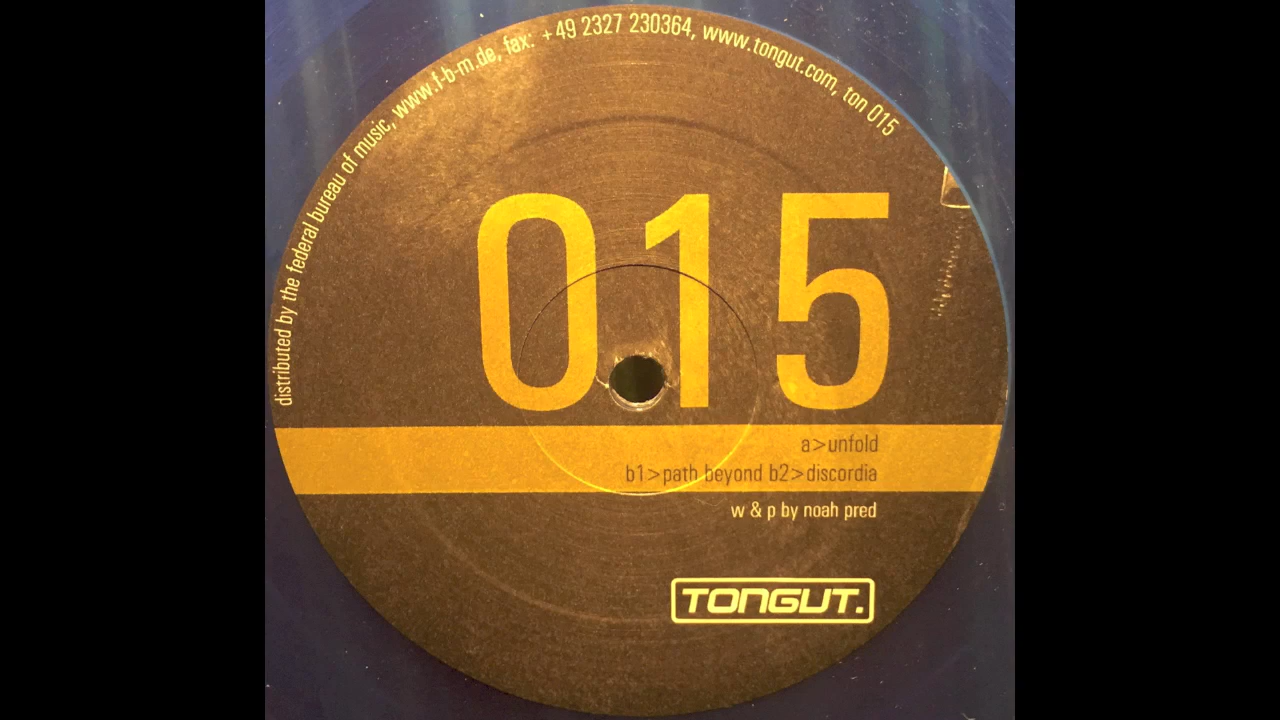 distributed by the federal bureau of music, www.f-b-m.de, fax: +49 2327 230364, www.tongut.com, ton 015
015
a>unfold
b1>path beyond b2>discordia
w & p by noah pred
TONGUT.